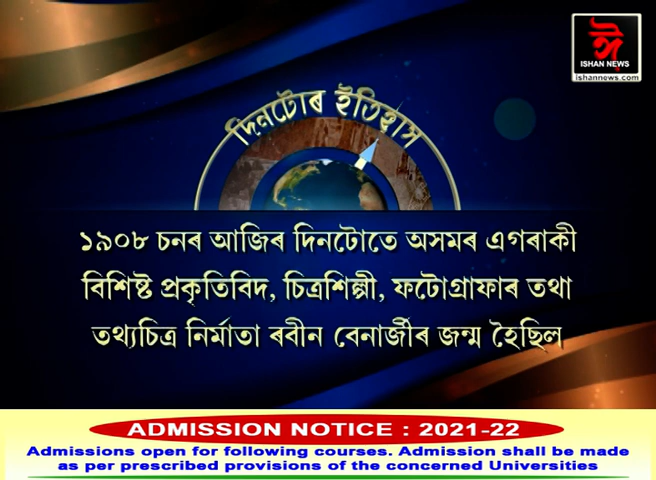 ঈ
ISHAN NEWS
ishannews.com
দিনটোৰ ইতিহাস
১৯০৮ চনৰ আজিৰ দিনটোতে অসমৰ এগৰাকী
বিশিষ্ট প্ৰকৃতিবিদ, চিত্ৰশিল্পী, ফটোগ্ৰাফাৰ তথা
তথ্যচিত্ৰ নিৰ্মাতা ৰবীন বেনাৰ্জীৰ জন্ম হৈছিল
ADMISSION NOTICE : 2021-22
Admissions open for following courses. Admission shall be made
as per prescribed provisions of the concerned Universities